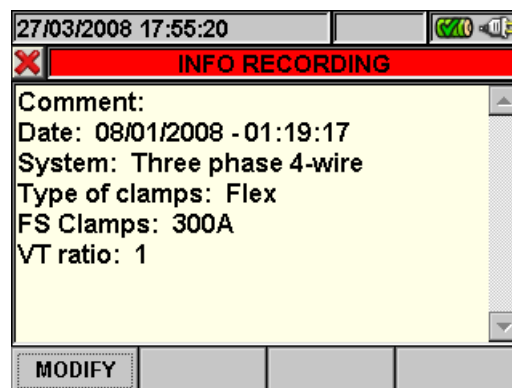 27/03/2008 17:55:20
INFO RECORDING
Comment:
Date: 08/01/2008 - 01:19:17
System: Three phase 4-wire
Type of clamps: Flex
FS Clamps: 300A
VT ratio: 1
MODIFY